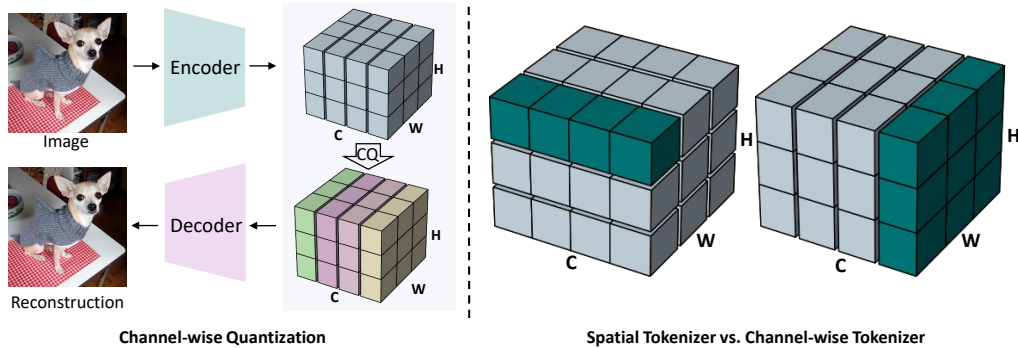 Image
Encoder
H
C
W
CQ
Reconstruction
Decoder
H
C
W
Channel-wise Quantization
H
C
W
H
C
W
Spatial Tokenizer vs. Channel-wise Tokenizer